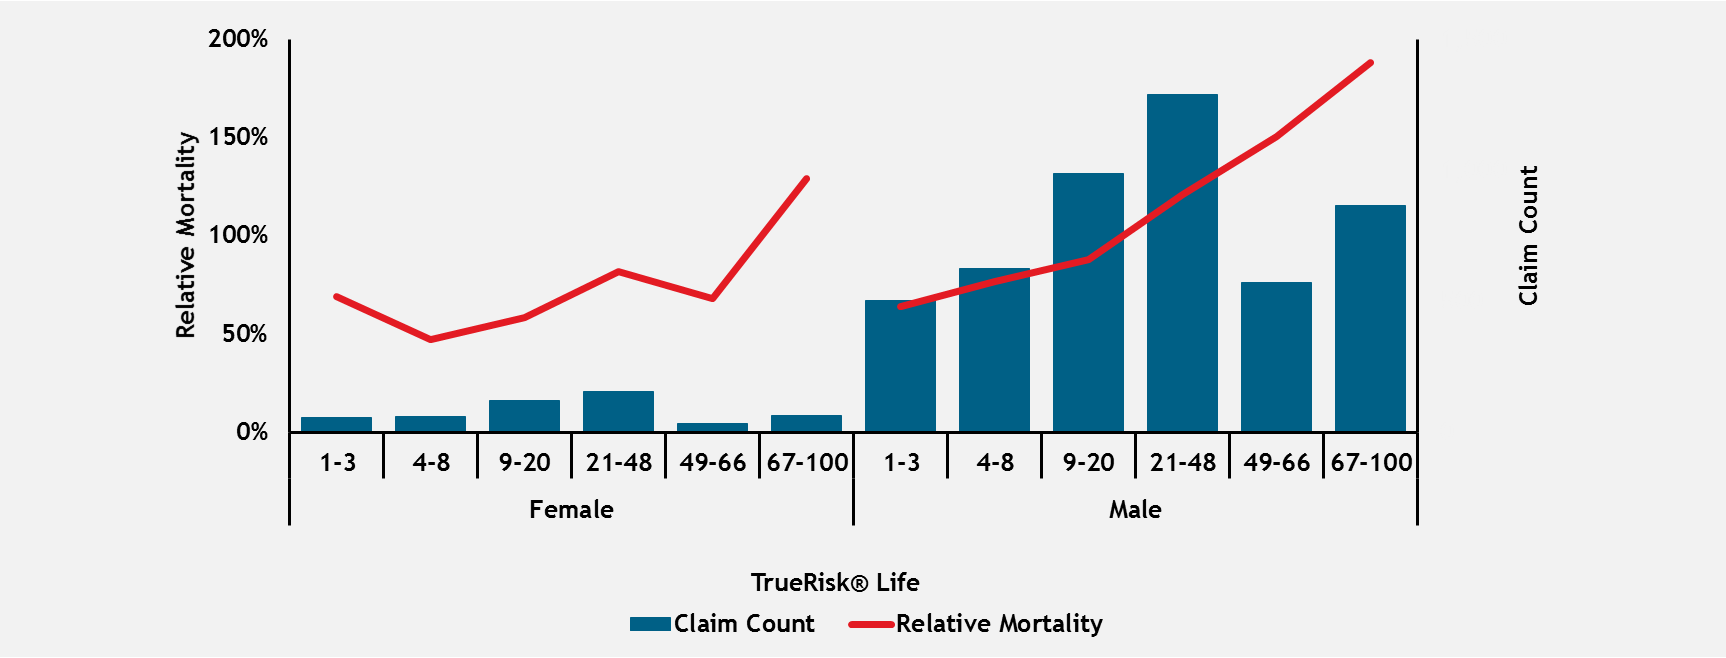 200%
150%
100%
50%
0%
Relative Mortality
Claim Count
1-3 4-8 9-20 21-48 49-66 67-100 1-3 4-8 9-20 21-48 49-66 67-100
Female Male
TrueRisk® Life
Claim Count Relative Mortality